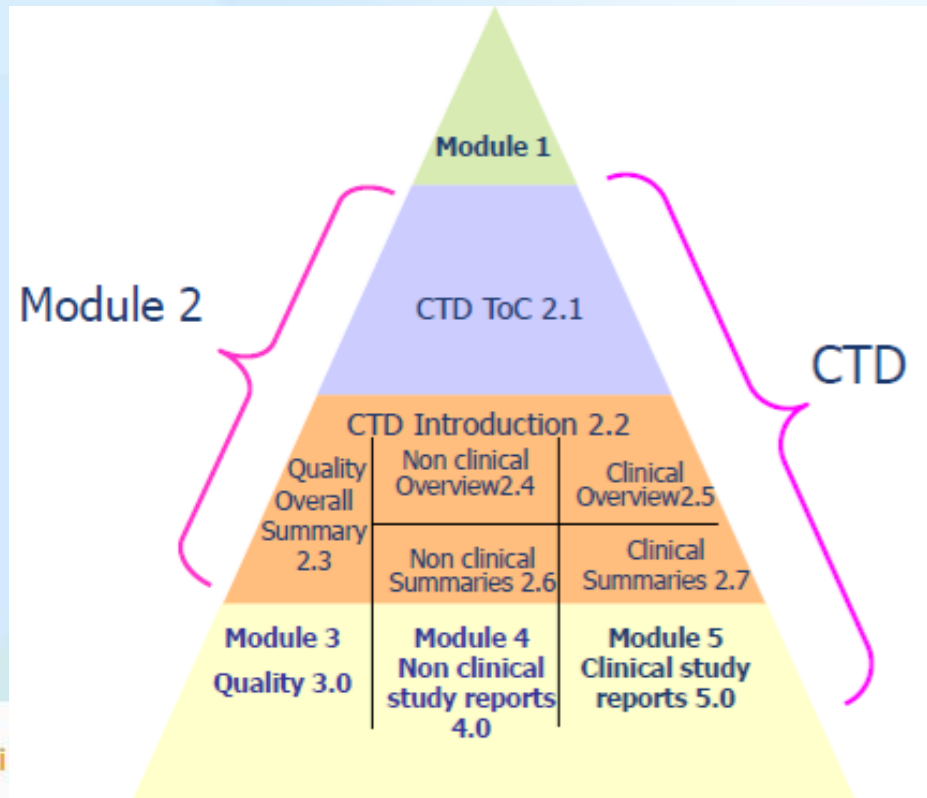 Module 1
Module 2
CTD ToC 2.1
CTD
CTD Introduction 2.2
Quality
Overall
Summary
2.3
Non clinical
Overview2.4
Clinical
Overview2.5
Non clinical
Summaries 2.6
Clinical
Summaries 2.7
Module 3
Quality 3.0
Module 4
Non clinical
study reports
4.0
Module 5
Clinical study
reports 5.0
i